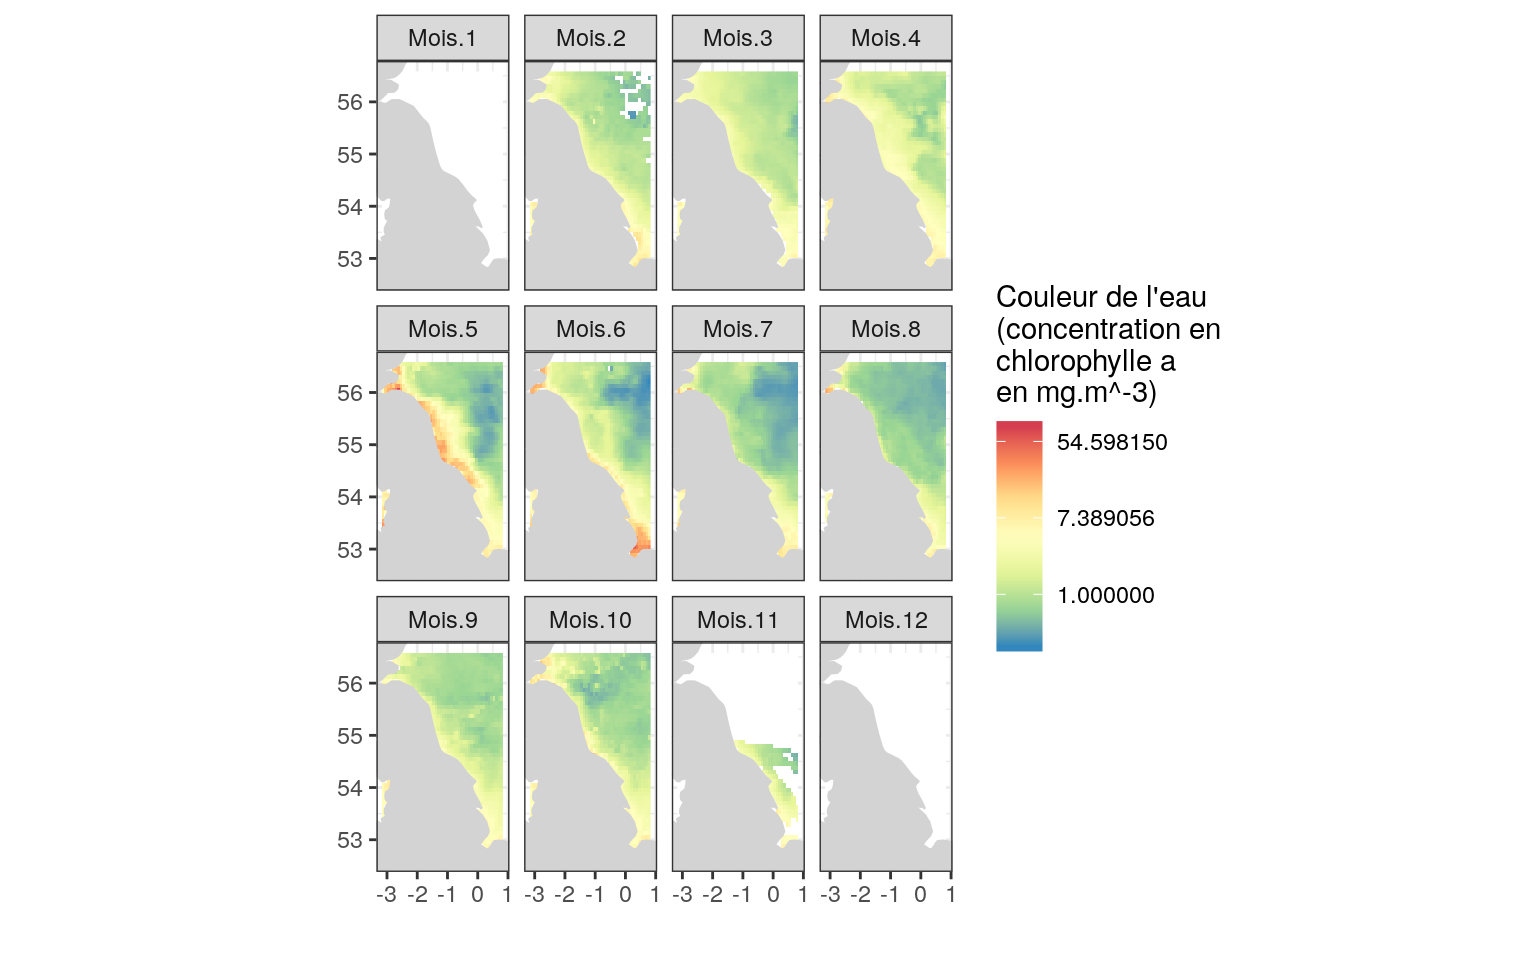 Mois.1 Mois.2 Mois.3 Mois.4
56
55
54
53
Mois.5 Mois.6 Mois.7 Mois.8
56
55
54
53
Mois.9 Mois.10 Mois.11 Mois.12
56
55
54
53
-3 -2 -1 0 1 -3 -2 -1 0 1 -3 -2 -1 0 1 -3 -2 -1 0 1
Couleur de l'eau
(concentration en
chlorophylle a
en mg.m^-3)
54.598150
7.389056
1.000000